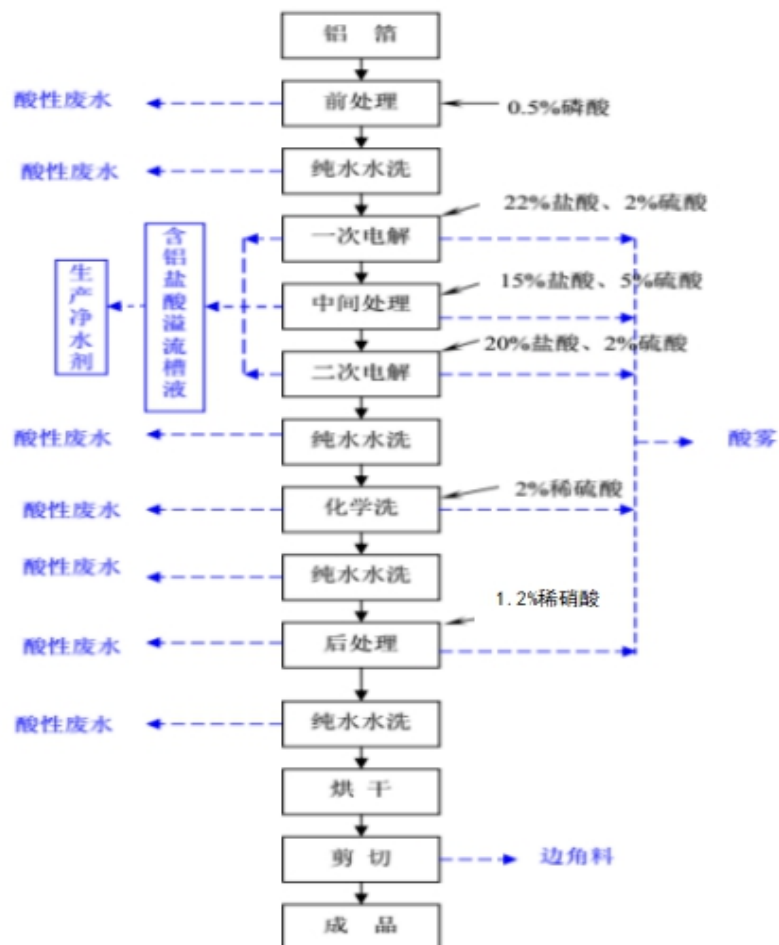 铝 箔
酸性废水
前处理
0.5%磷酸
酸性废水
纯水水洗
22%盐酸、2%硫酸
一次电解
含铝盐酸溢流槽液
生产净水剂
15%盐酸、5%硫酸
中间处理
20%盐酸、2%硫酸
二次电解
酸性废水
纯水水洗
酸雾
2%稀硫酸
酸性废水
化学洗
酸性废水
纯水水洗
1.2%稀硝酸
酸性废水
后处理
酸性废水
纯水水洗
烘 干
剪 切
边角料
成 品